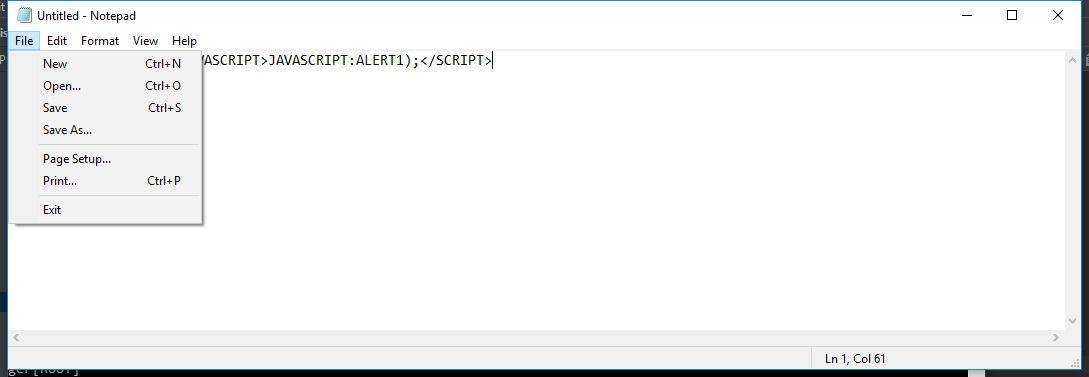 Untitled - Notepad
File Edit Format View Help
VASCRIPT>JAVASCRIPT:ALERT1);</SCRIPT>
New Ctrl+N
Open... Ctrl+O
Save Ctrl+S
Save As...
Page Setup...
Print... Ctrl+P
Exit
Ln 1, Col 61